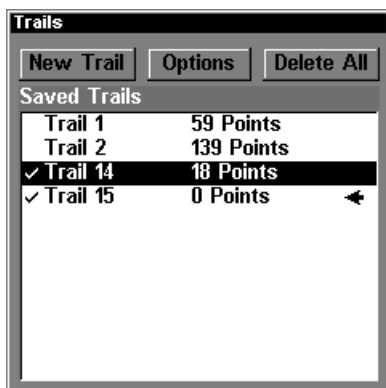 Trails
New Trail Options Delete All
Saved Trails
Trail 1 59 Points
Trail 2 139 Points
✓ Trail 14 18 Points
✓ Trail 15 0 Points